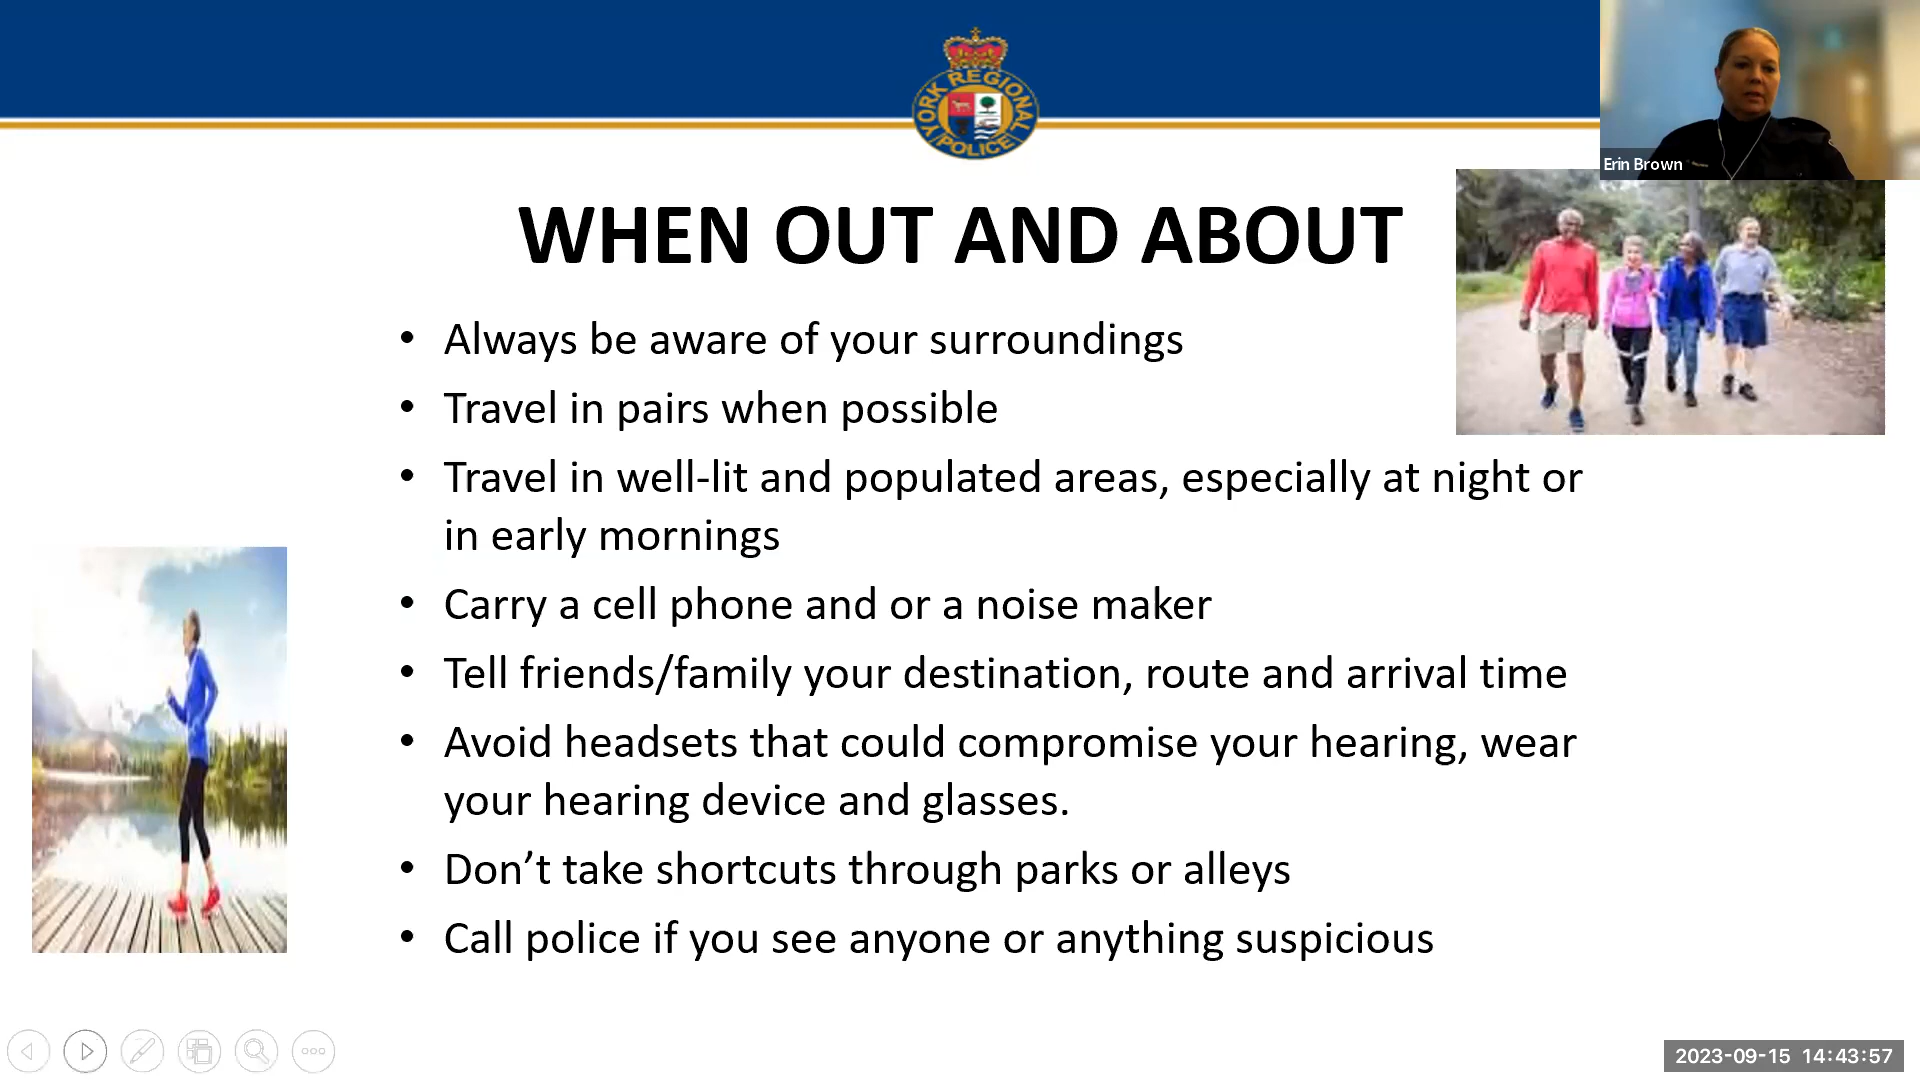 YORK REGIONAL
POLICE
Erin Brown
WHEN OUT AND ABOUT
• Always be aware of your surroundings
• Travel in pairs when possible
• Travel in well-lit and populated areas, especially at night or
in early mornings
• Carry a cell phone and or a noise maker
• Tell friends/family your destination, route and arrival time
• Avoid headsets that could compromise your hearing, wear
your hearing device and glasses.
• Don’t take shortcuts through parks or alleys
• Call police if you see anyone or anything suspicious
2023-09-15 14:43:57